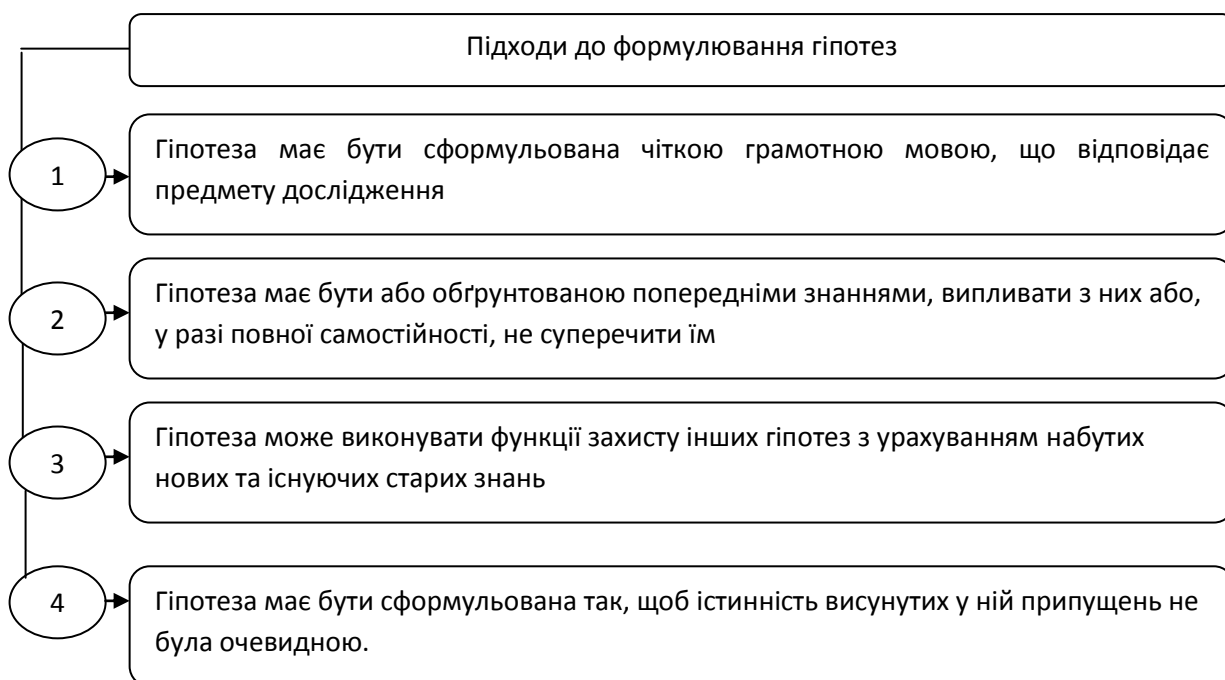 Підходи до формулювання гіпотез
1
Гіпотеза має бути сформульована чіткою грамотною мовою, що відповідає
предмету дослідження
2
Гіпотеза має бути або обґрунтованою попередніми знаннями, випливати з них або,
у разі повної самостійності, не суперечити їм
3
Гіпотеза може виконувати функції захисту інших гіпотез з урахуванням набутих
нових та існуючих старих знань
4
Гіпотеза має бути сформульована так, щоб істинність висунутих у ній припущень не
була очевидною.